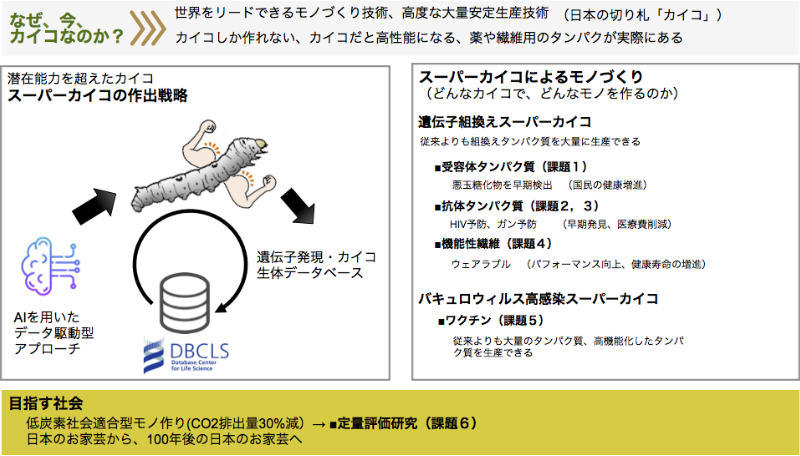 なぜ、今、
カイコなのか？
世界をリードできるモノづくり技術、高度な大量安定生産技術　（日本の切り札「カイコ」）
カイコしか作れない、カイコだと高性能になる、薬や繊維用のタンパクが実際にある
潜在能力を超えたカイコ
スーパーカイコの作出戦略
遺伝子発現・カイコ
生体データベース
AIを用いた
データ駆動型
アプローチ
DBCLS
Database Center
for Life Science
スーパーカイコによるモノづくり
（どんなカイコで、どんなモノを作るのか）
遺伝子組換えスーパーカイコ
従来よりも組換えタンパク質を大量に生産できる
■受容体タンパク質（課題１）
悪玉糖化物を早期検出　（国民の健康増進）
■抗体タンパク質（課題２，３）
HIV予防、ガン予防　　（早期発見、医療費削減）
■機能性繊維（課題４）
ウェアラブル　（パフォーマンス向上、健康寿命の増進）
バキュロウィルス高感染スーパーカイコ
■ワクチン（課題５）
従来よりも大量のタンパク質、高機能化したタンパ
ク質を生産できる
目指す社会
低炭素社会適合型モノ作り(CO2排出量30%減）→ ■定量評価研究（課題６）
日本のお家芸から、100年後の日本のお家芸へ